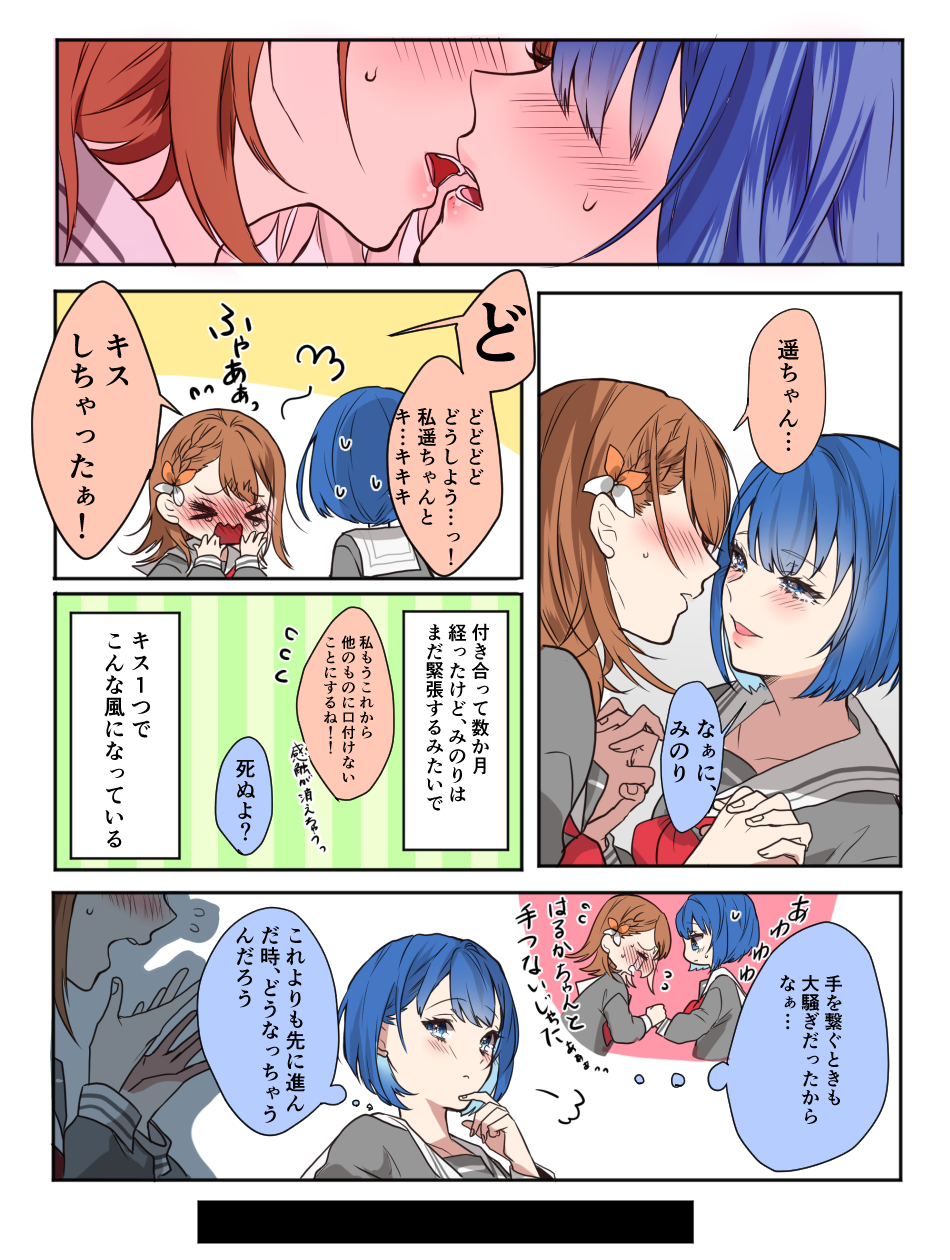 遥ちゃん…
なぁに、
みのり
ど
どどどど
どうしよう…っ!
私遥ちゃんと
キ…キキキ
ふゃあぁっ
キス
しちゃったぁ!
付き合って数か月
経ったけど、みのりは
まだ緊張するみたいで
私もうこれから
他のものに口付けない
ことにするね!!
感触が消えちゃうっ
死ぬよ?
キス1つで
こんな風になっている
手を繋ぐときも
大騒ぎだったから
なぁ…
あゅゅゅ
はるかちゃんと
手つないじゃたぁぁぁ…
これよりも先に進ん
だ時、どうなっちゃう
んだろう